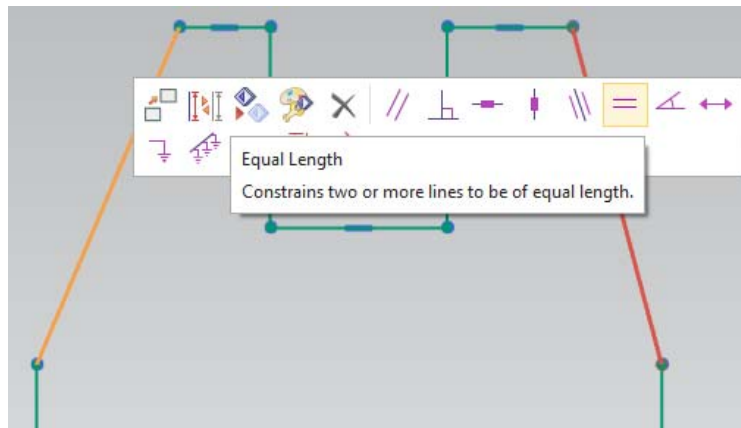 Equal Length
Constrains two or more lines to be of equal length.